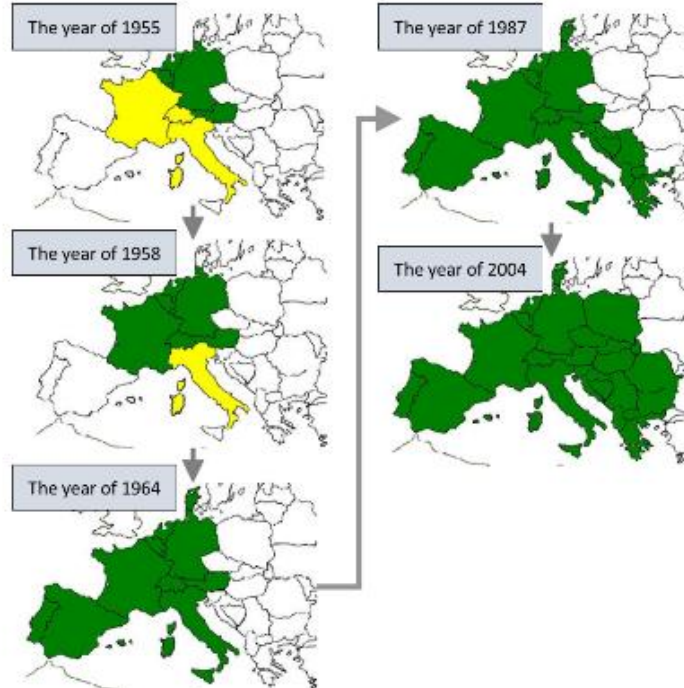 The year of 1955
The year of 1958
The year of 1964
The year of 1987
The year of 2004